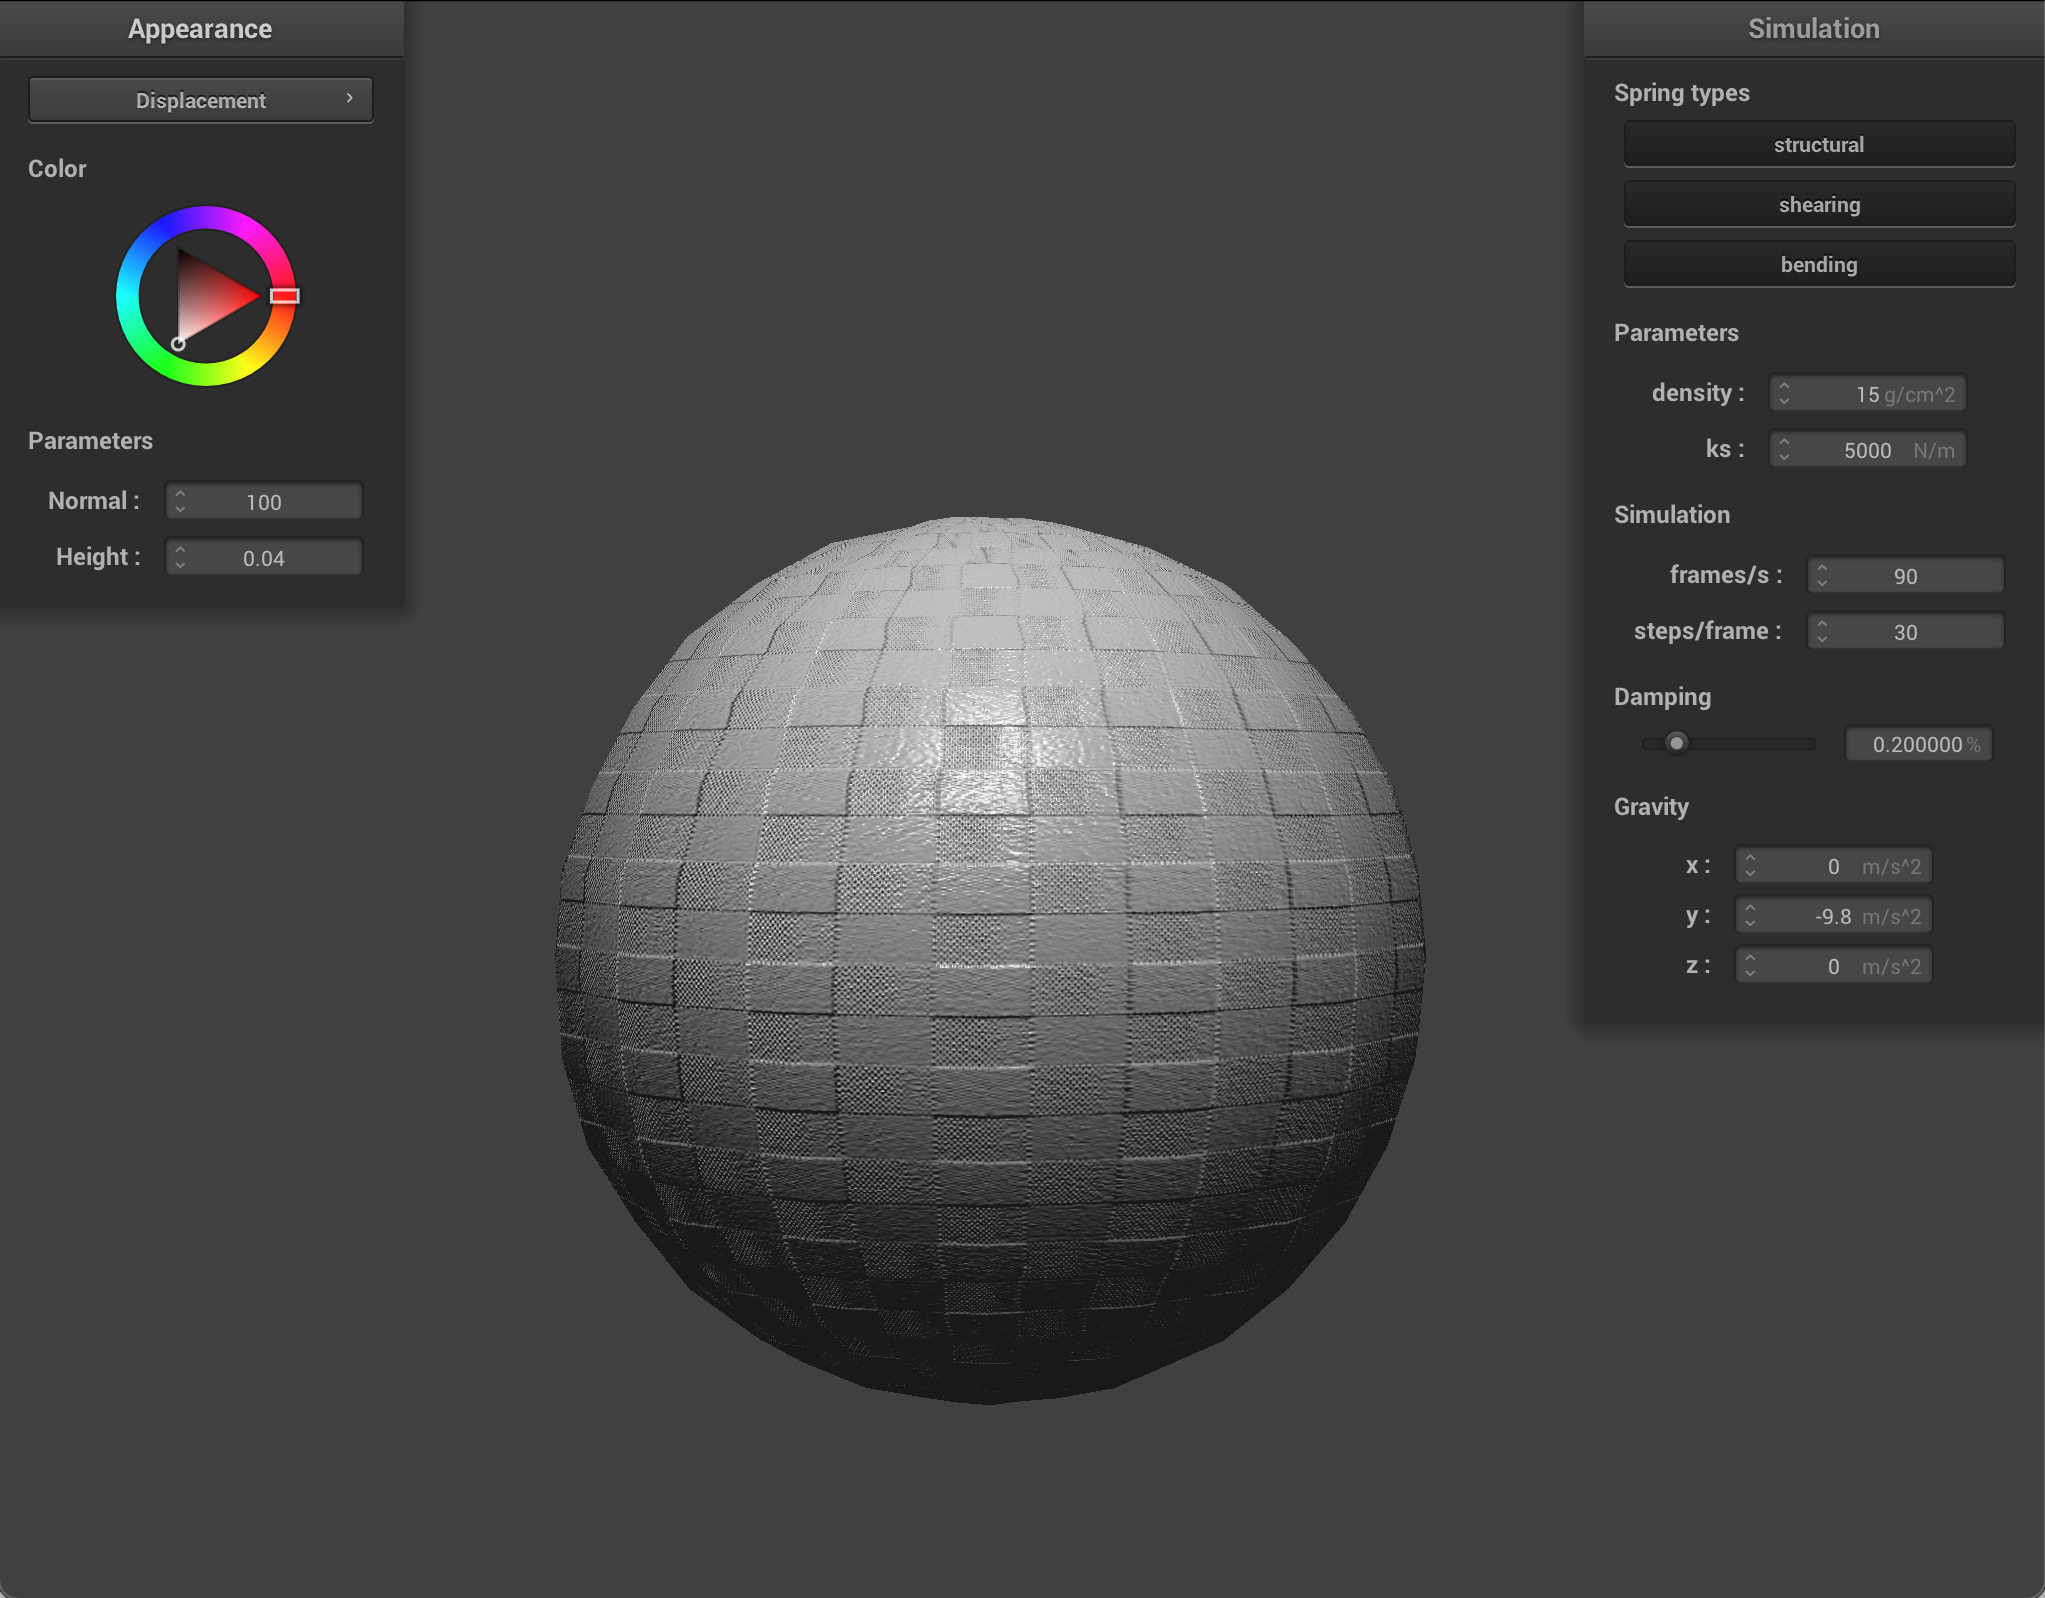 Appearance
Displacement
Color
Parameters
Normal : 100
Height : 0.04
Simulation
Spring types
structural
shearing
bending
Parameters
density : 15 g/cm^2
ks : 5000 N/m
Simulation
frames/s : 90
steps/frame : 30
Damping
0.200000 %
Gravity
x : 0 m/s^2
y : -9.8 m/s^2
z : 0 m/s^2